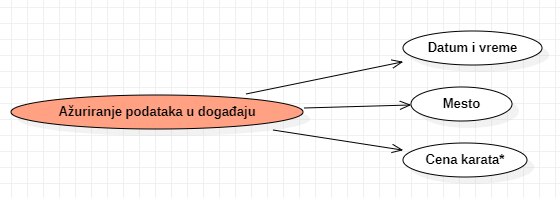 Datum i vreme
Ažuriranje podataka u događaju
Mesto
Cena karata*